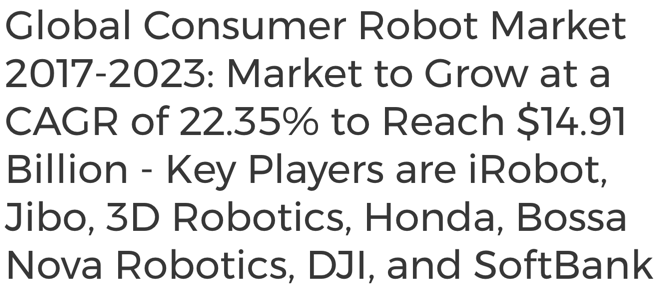 Global Consumer Robot Market
2017-2023: Market to Grow at a
CAGR of 22.35% to Reach $14.91
Billion - Key Players are iRobot,
Jibo, 3D Robotics, Honda, Bossa
Nova Robotics, DJI, and SoftBank